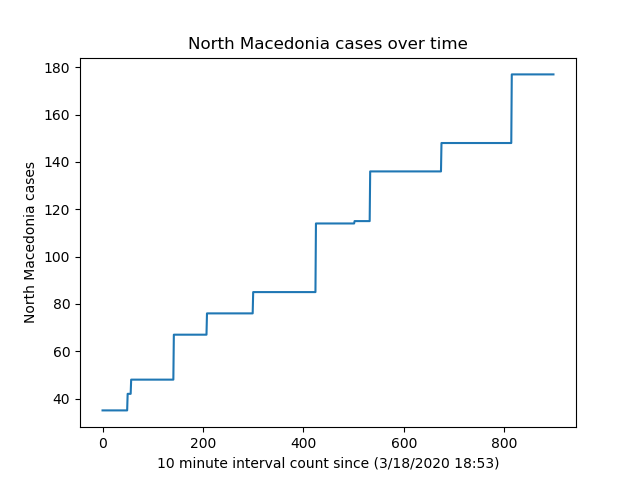 North Macedonia cases over time
180
160
140
120
100
80
60
40
North Macedonia cases
0 200 400 600 800
10 minute interval count since (3/18/2020 18:53)